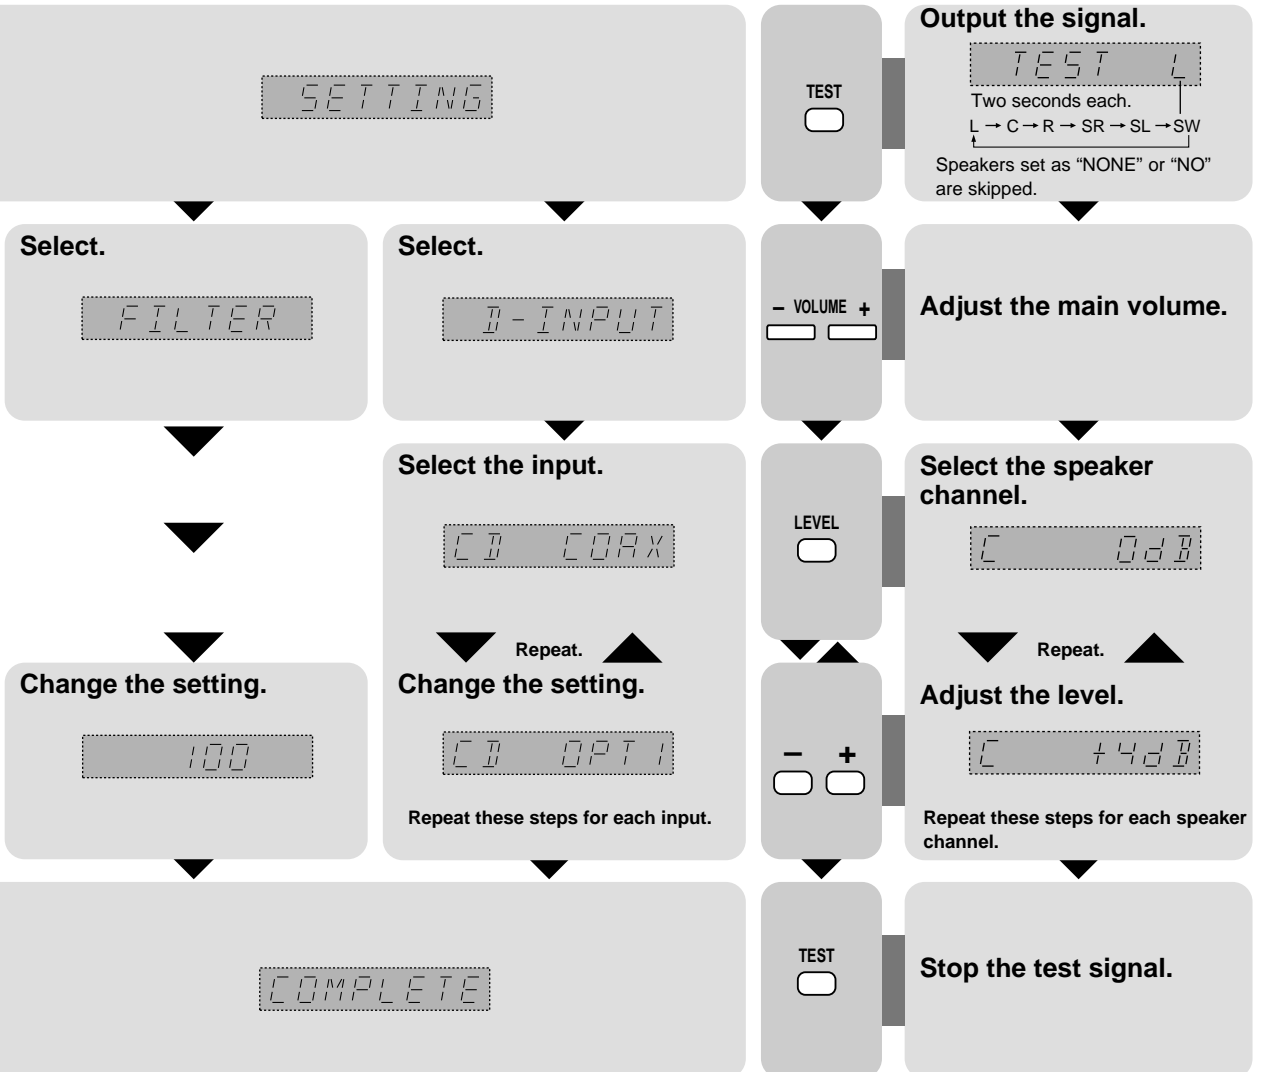 SETTING
TEST
Output the signal.
TEST L
Two seconds each.
L → C → R → SR → SL → SW
Speakers set as “NONE” or “NO”
are skipped.
Select.
FILTER
Select.
D-INPUT
– VOLUME +
Adjust the main volume.
Select the input.
CD COAX
LEVEL
Select the speaker
channel.
C 0dB
Repeat.
Repeat.
Change the setting.
100
Change the setting.
CD OPT1
Repeat these steps for each input.
– +
Adjust the level.
C +4dB
Repeat these steps for each speaker
channel.
COMPLETE
TEST
Stop the test signal.